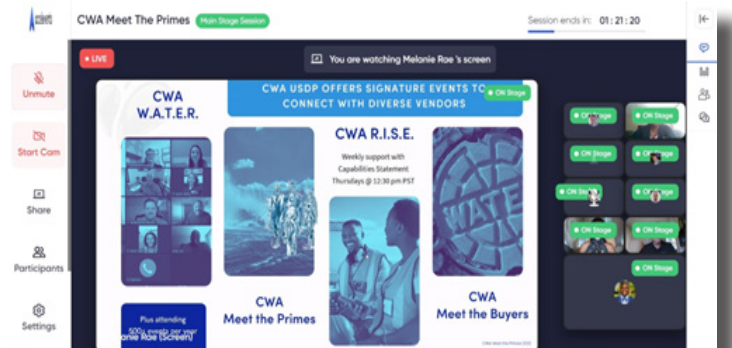 CWA Meet The Primes
Main Stage Session
Session ends in: 01 : 21 : 20
LIVE
You are watching Melanie Rae 's screen
Unmute
Start Cam
Share
Participants
Settings
CWA
W.A.T.E.R.
CWA USDP OFFERS SIGNATURE EVENTS TO
CONNECT WITH DIVERSE VENDORS
ON Stage
CWA R.I.S.E.
Weekly support with
Capabilities Statement
Thursdays @ 12:30 pm PST
WATE
CWA
Meet the Primes
CWA
Meet the Buyers
Plus attending
500+ events per year
anie Rae (Screen)
ON Stage
ON Stage
ON Stage
ON Stage
ON Stage
ON Stage
ON Stage